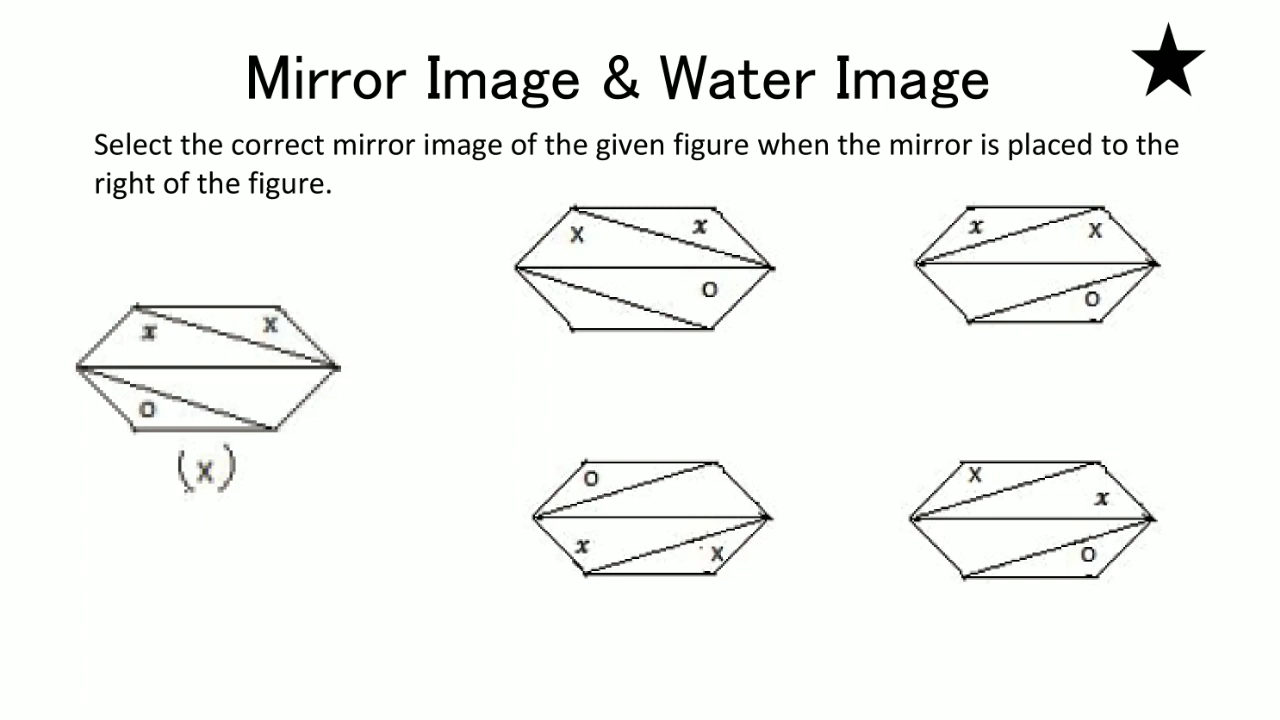 Mirror Image & Water Image
Select the correct mirror image of the given figure when the mirror is placed to the
right of the figure.
x x
x x
o
o
x x
o
(x)
o
x x
x
x
o